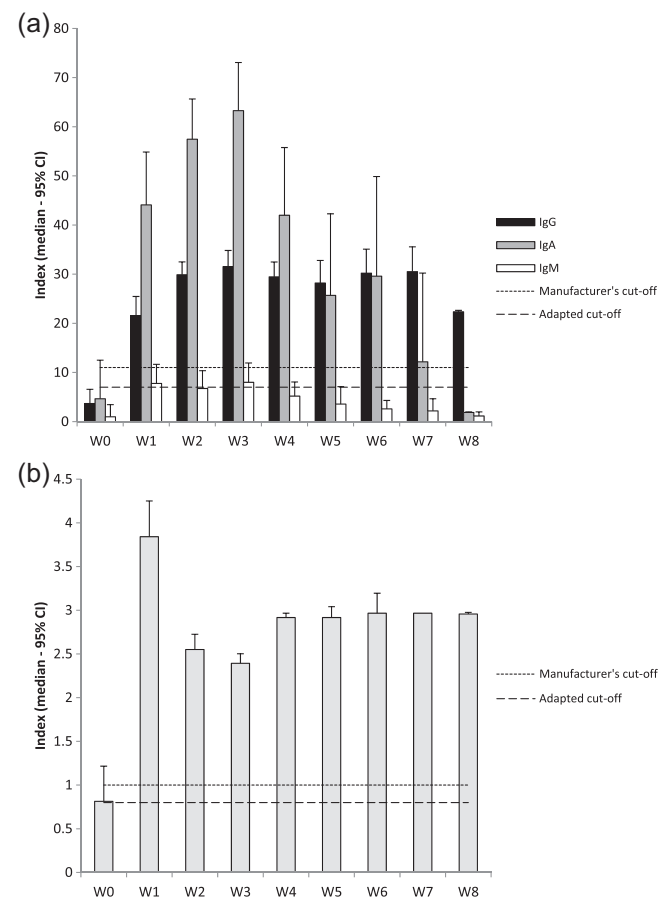 (a)
Index (median - 95% CI)
80
70
60
50
40
30
20
10
0
W0 W1 W2 W3 W4 W5 W6 W7 W8
IgG
IgA
IgM
Manufacturer's cut-off
Adapted cut-off
(b)
Index (median - 95% CI)
4.5
4
3.5
3
2.5
2
1.5
1
0.5
0
W0 W1 W2 W3 W4 W5 W6 W7 W8
Manufacturer's cut-off
Adapted cut-off